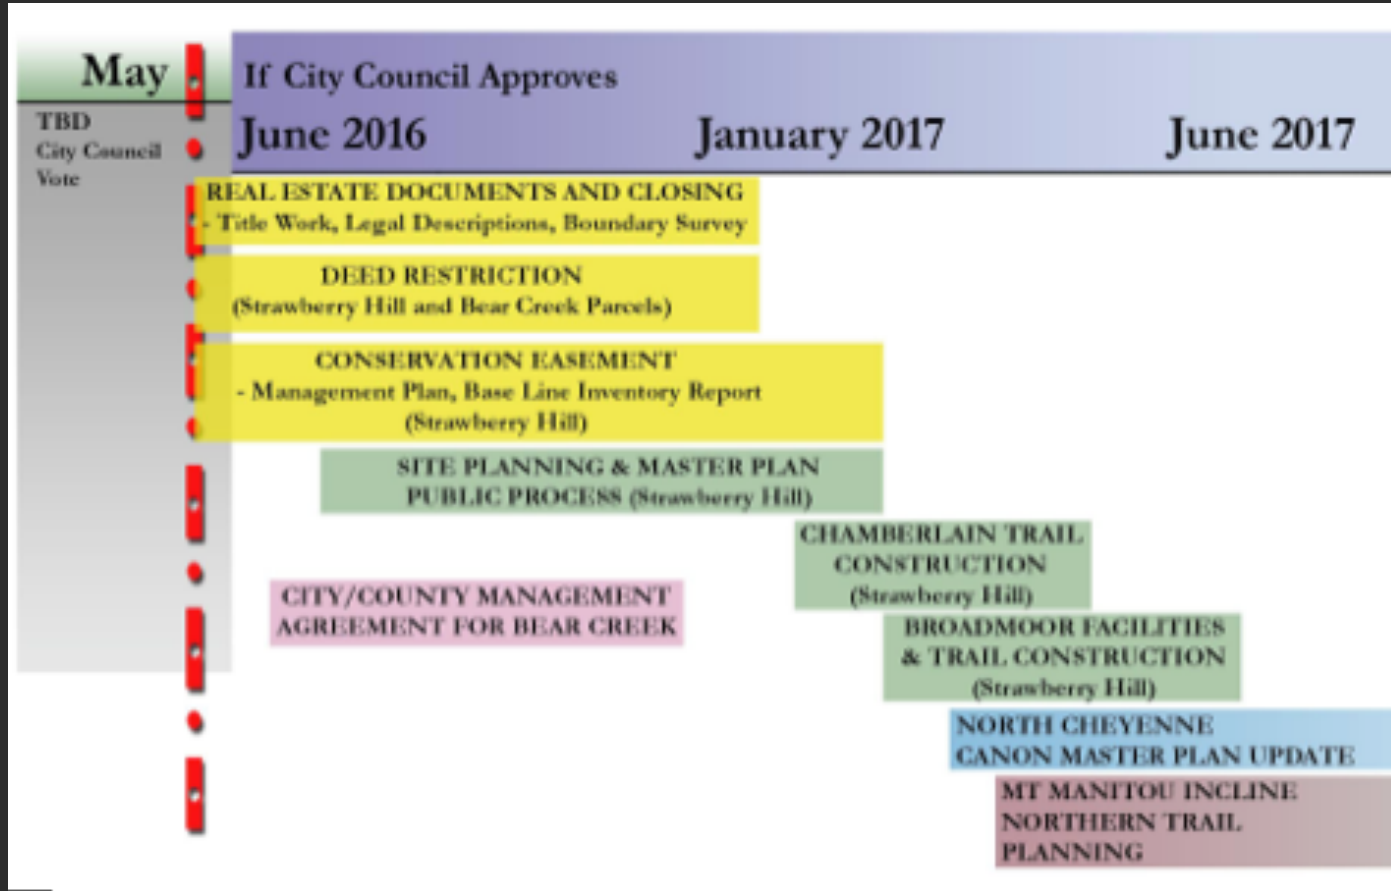 May
If City Council Approves
TBD
City Council
Vote
June 2016
January 2017
June 2017
REAL ESTATE DOCUMENTS AND CLOSING
- Title Work, Legal Descriptions, Boundary Survey
DEED RESTRICTION
(Strawberry Hill and Bear Creek Parcels)
CONSERVATION EASEMENT
- Management Plan, Base Line Inventory Report
(Strawberry Hill)
SITE PLANNING & MASTER PLAN
PUBLIC PROCESS (Strawberry Hill)
CHAMBERLAIN TRAIL
CONSTRUCTION
(Strawberry Hill)
CITY/COUNTY MANAGEMENT
AGREEMENT FOR BEAR CREEK
BROADMOOR FACILITIES
& TRAIL CONSTRUCTION
(Strawberry Hill)
NORTH CHEYENNE
CANON MASTER PLAN UPDATE
MT MANITOU INCLINE
NORTHERN TRAIL
PLANNING